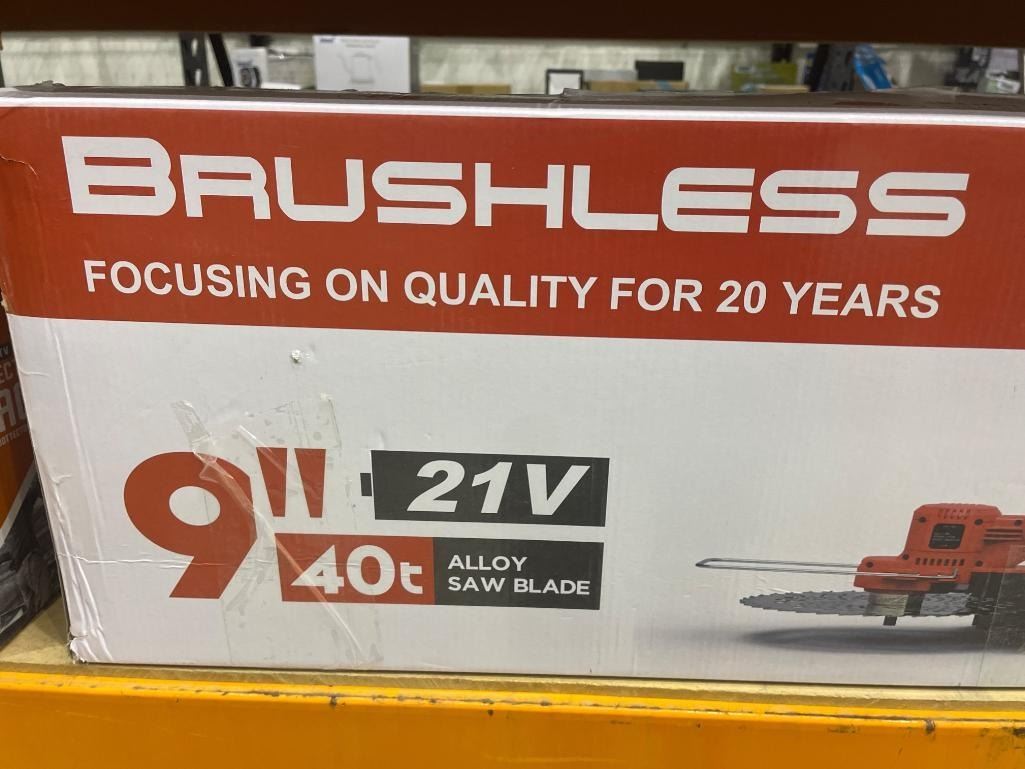 BRUSHLESS
FOCUSING ON QUALITY FOR 20 YEARS
9" 21V
40t ALLOY
SAW BLADE